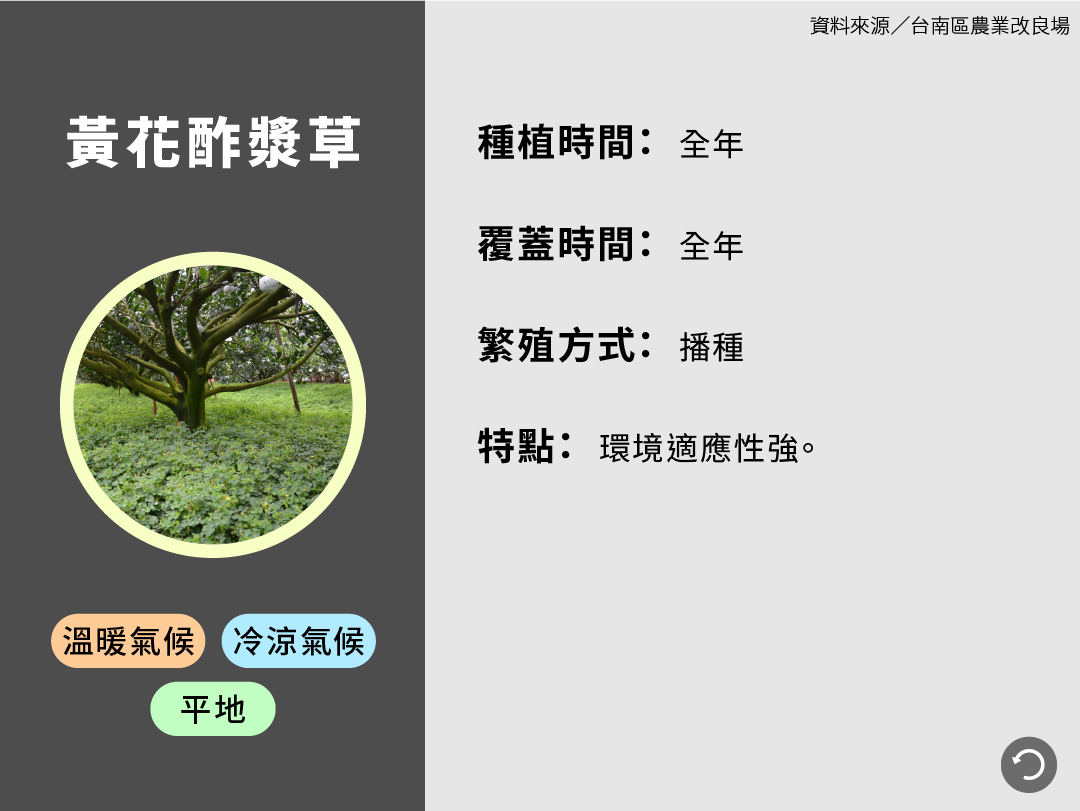 資料來源／台南區農業改良場
黃花酢漿草
種植時間：全年
覆蓋時間：全年
繁殖方式：播種
特點：環境適應性強。
溫暖氣候
冷涼氣候
平地